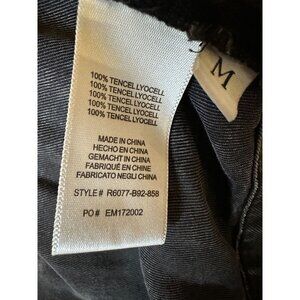 M
100% TENCEL LYOCELL
100% TENCEL LYOCELL
100% TENCEL LYOCELL
100% TENCEL LYOCELL
100% TENCEL LYOCELL
MADE IN CHINA
HECHO EN CHINA
GEMACHT IN CHINA
FABRIQUÉ EN CHINE
FABRICATO NEGLI CHINA
STYLE# R6077-B92-858
PO# EM172002